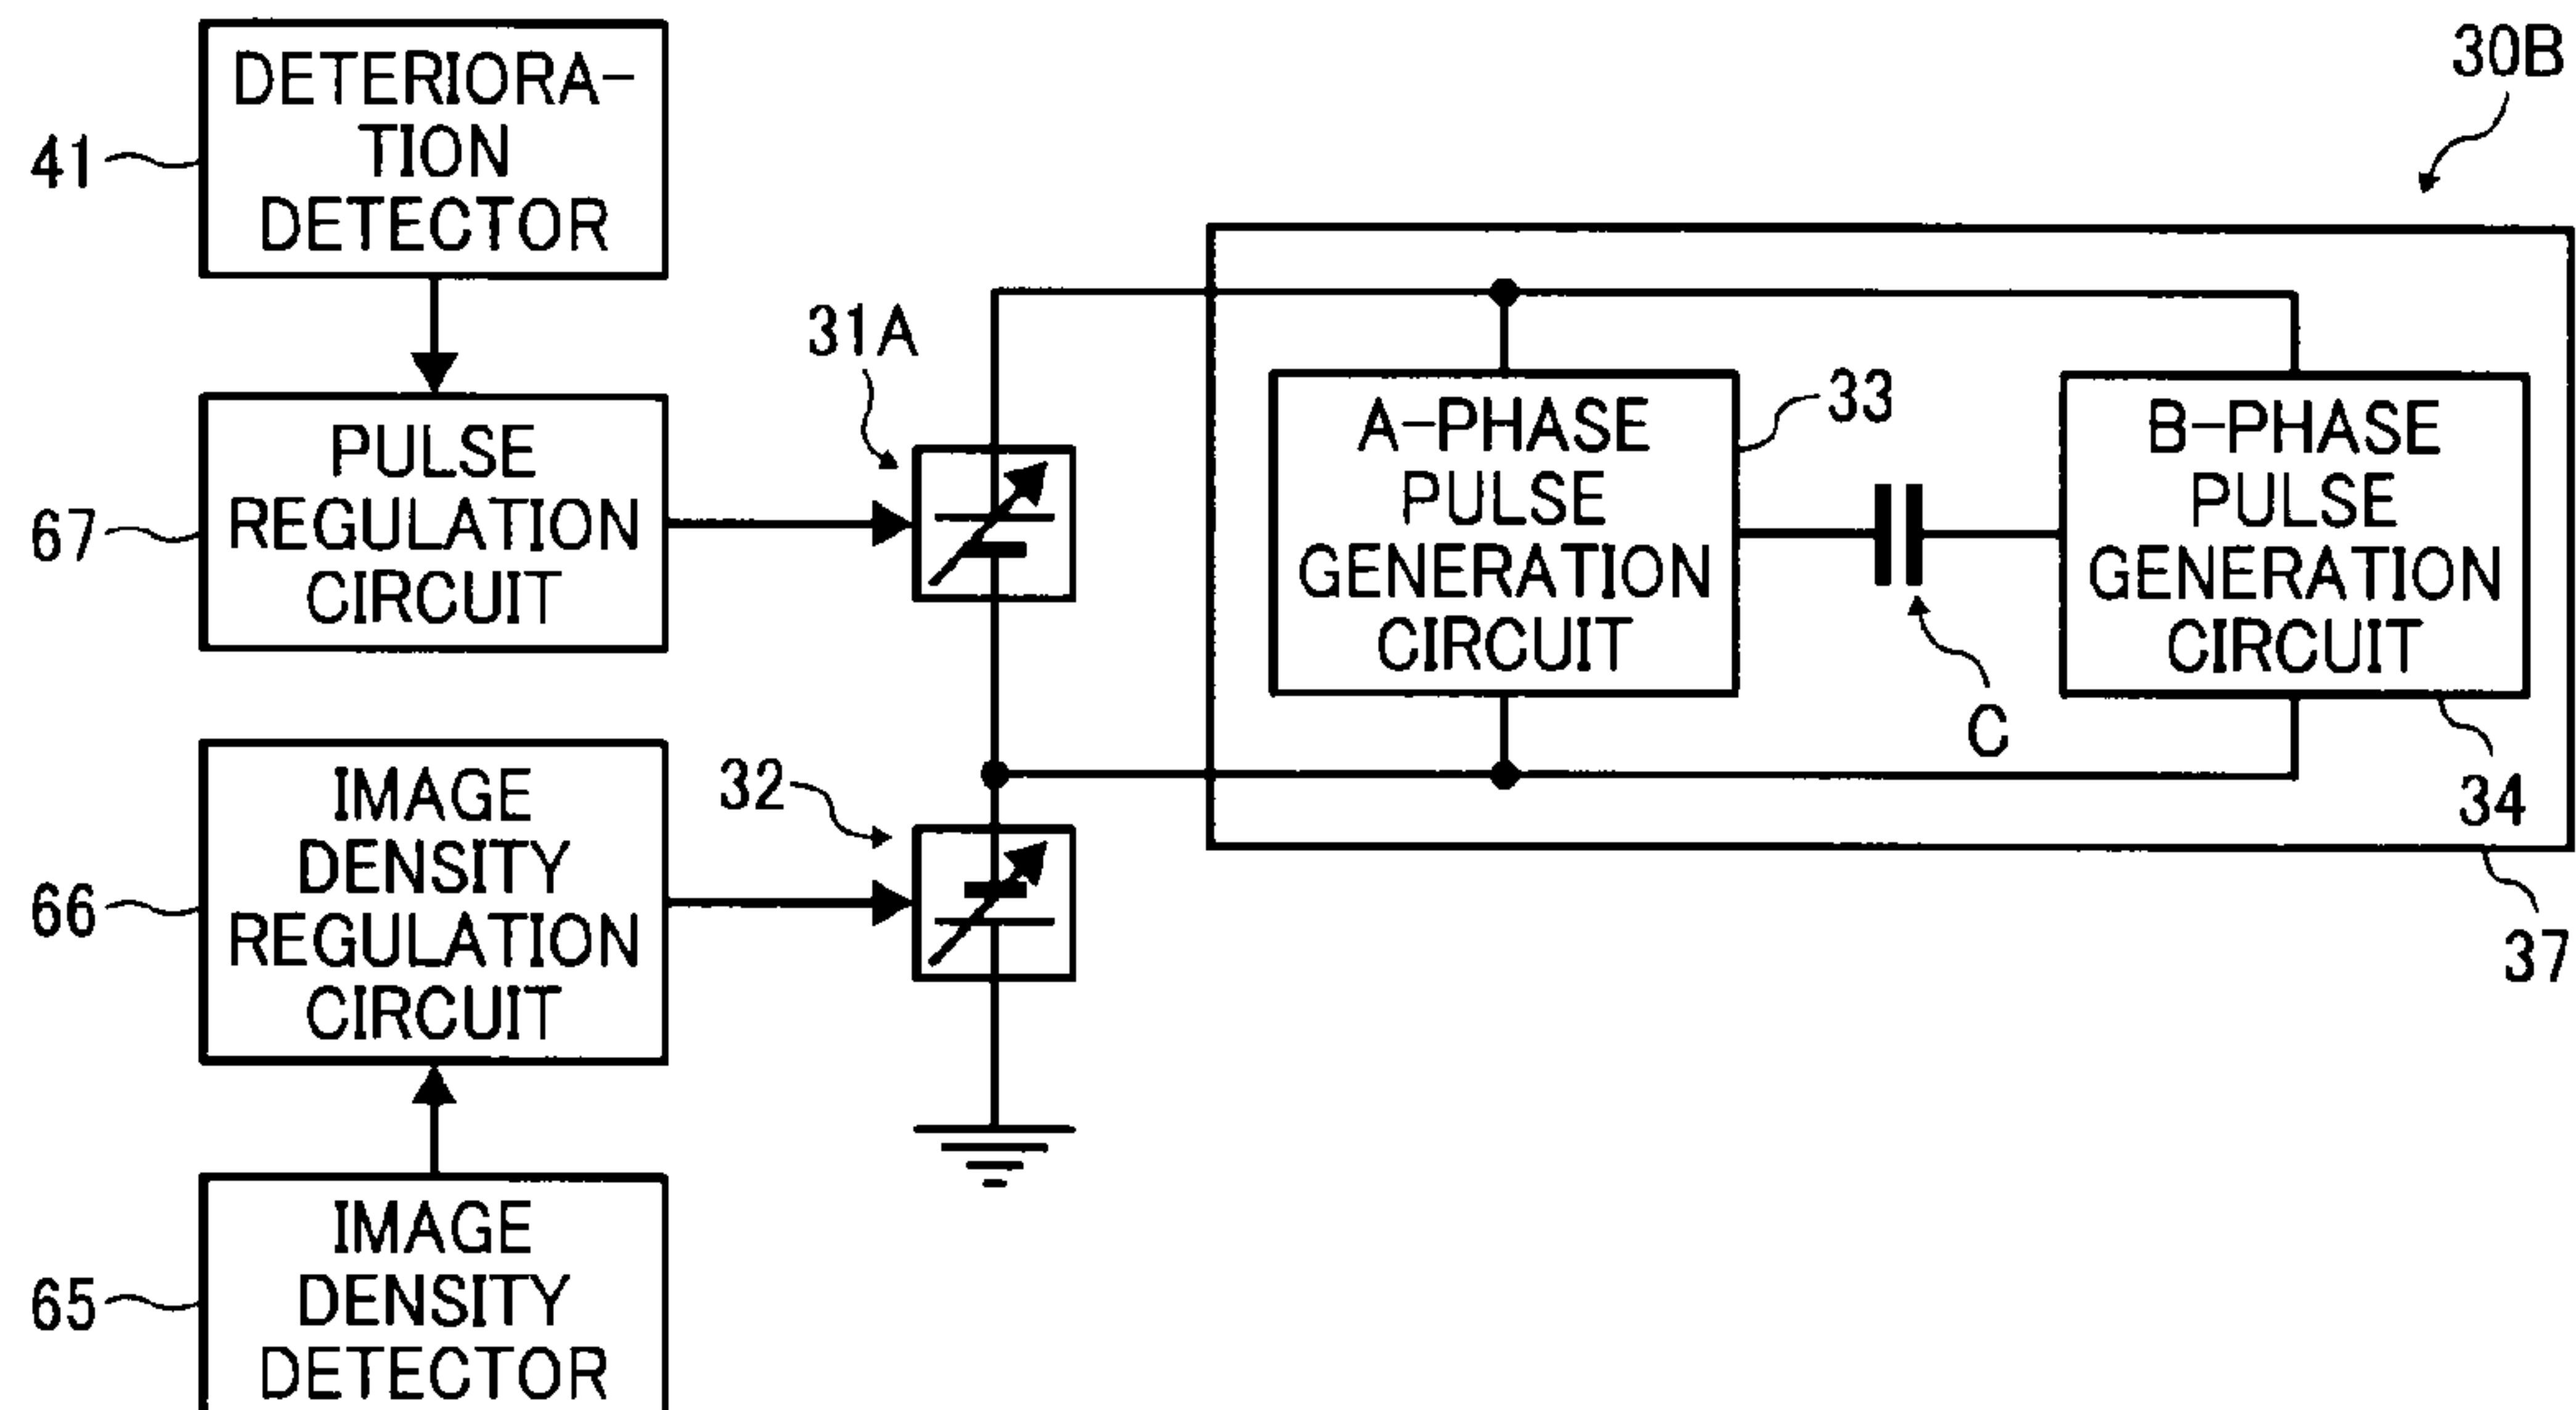 30B
DETERIORA-
TION
DETECTOR
41
31A
PULSE
REGULATION
CIRCUIT
67
A-PHASE
PULSE
GENERATION
CIRCUIT
33
B-PHASE
PULSE
GENERATION
CIRCUIT
C
34
37
32
IMAGE
DENSITY
REGULATION
CIRCUIT
66
IMAGE
DENSITY
DETECTOR
65